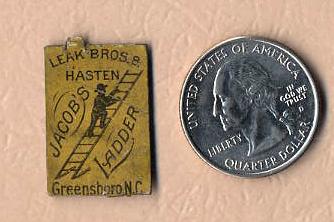 LEAK BROS. &
HASTEN
JACOB'S
LADDER
Greensboro N.C.
UNITED STATES OF AMERICA
IN
GOD WE
TRUST
D
LIBERTY
QUARTER DOLLAR